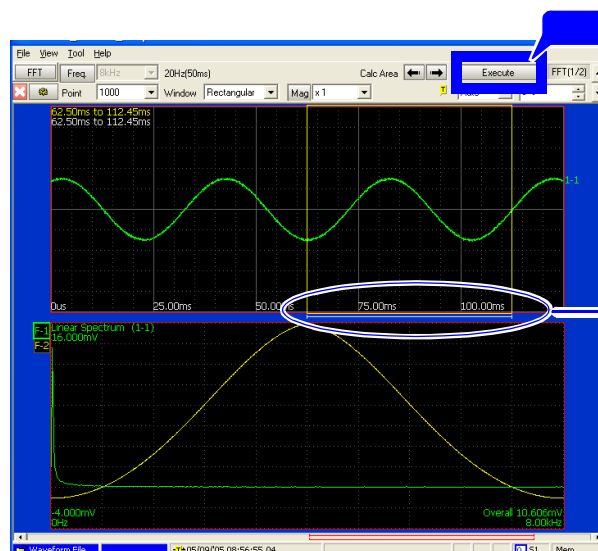 File View Tool Help
FFT Freq. 8kHz 20Hz(50ms) Calc Area Execute FFT(1/2)
Point 1000 Window Rectangular Mag x 1
62.50ms to 112.45ms
62.50ms to 112.45ms
1-1
0us 25.00ms 50.00ms 75.00ms 100.00ms
F-1 Linear Spectrum (1-1)
16.000mV
F-2
-4.000mV Overall 10.606mV
0Hz 8.00kHz
Waveform File 05/09/'05 08:56:55.04 S1 Mem